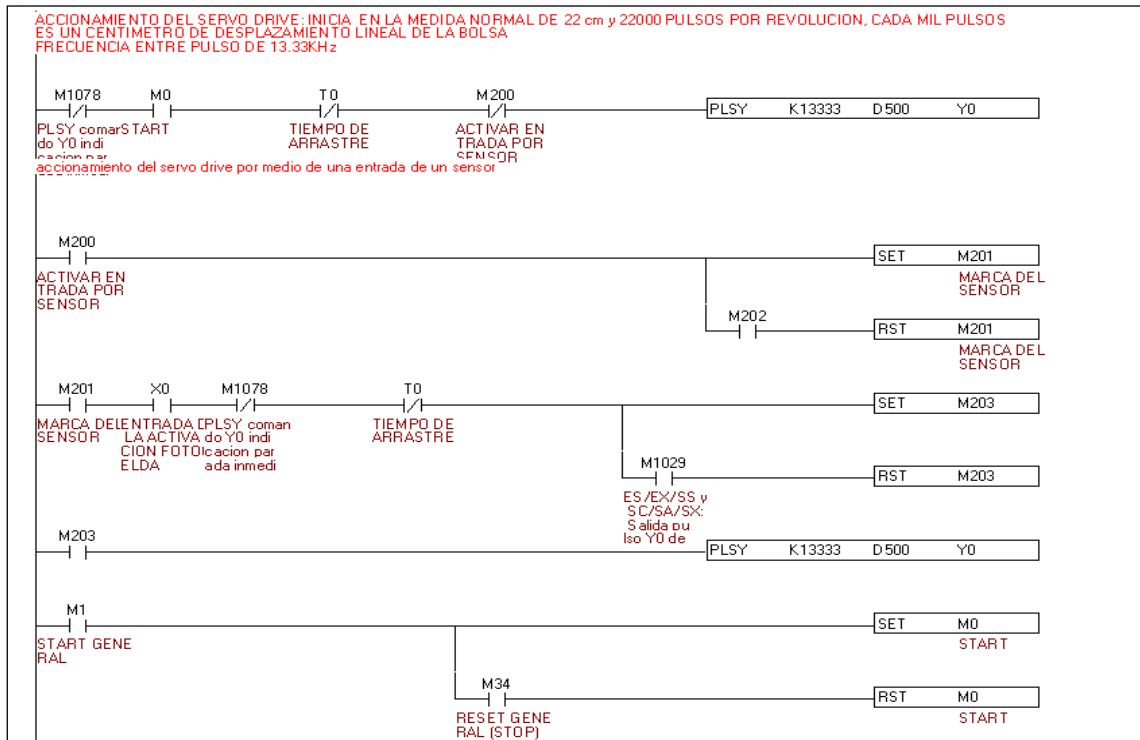 ACCIONAMIENTO DEL SERVO DRIVE: INICIA EN LA MEDIDA NORMAL DE 22 cm y 22000 PULSOS POR REVOLUCION, CADA MIL PULSOS
ES UN CENTIMETRO DE DESPLAZAMIENTO LINEAL DE LA BOLSA
FRECUENCIA ENTRE PULSO DE 13.33KHz
M1078 M0 T0 M200
PLSY K13333 D500 Y0
PLSY comar START TIEMPO DE ACTIVAR EN
do Y0 indi ARRASTRE TRADA POR
cacion par SENSOR
accionamiento del servo drive por medio de una entrada de un sensor
M200
SET M201
ACTIVAR EN MARCA DEL
TRADA POR SENSOR
SENSOR
M202
RST M201
MARCA DEL
SENSOR
M201 X0 M1078 T0
SET M203
MARCA DEL ENTRADA PLSY coman TIEMPO DE
SENSOR LA ACTIVA do Y0 indi ARRASTRE
CION FOTO cacion par
ELDA ada inmedi
M1029
RST M203
ES/EX/SS y
SC/SA/SX:
Salida pu
lso Y0 de
M203
PLSY K13333 D500 Y0
M1
SET M0
START GENE START
RAL
M34
RST M0
RESET GENE START
RAL (STOP)